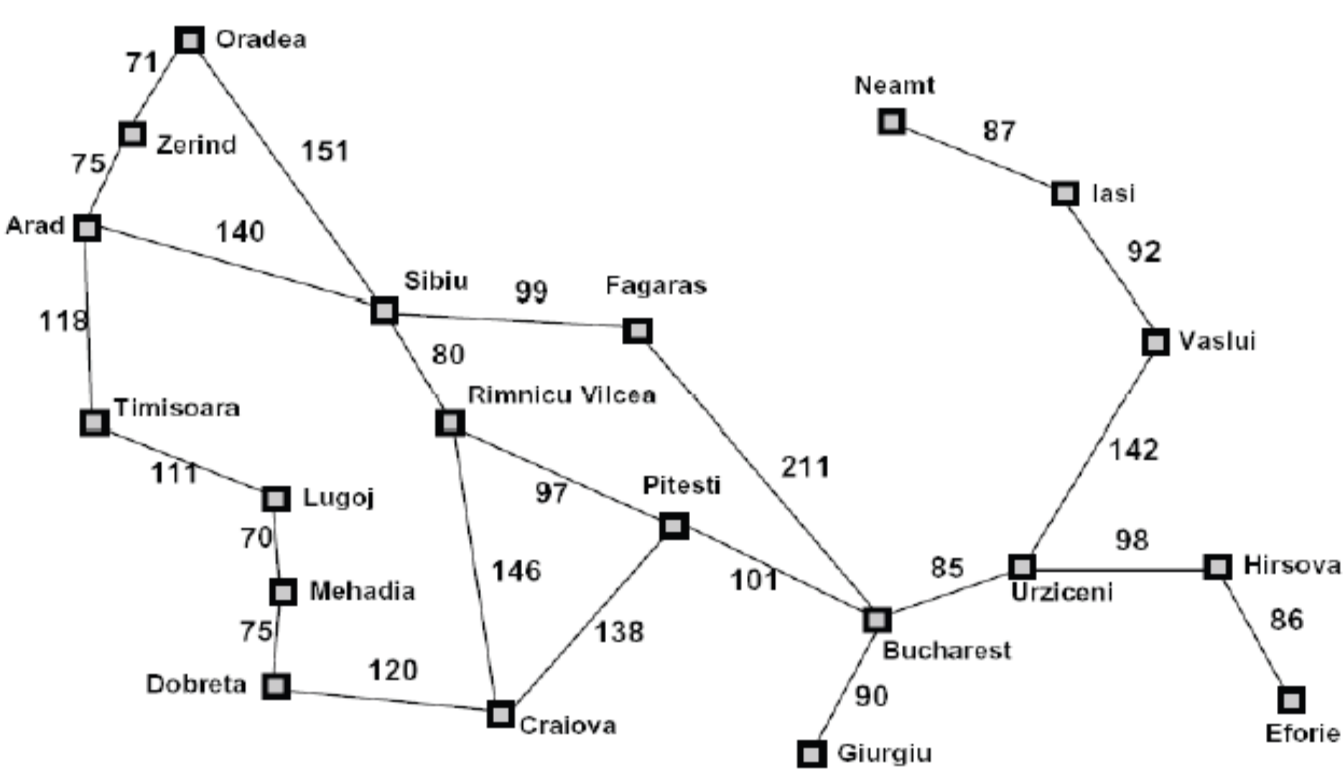 Oradea
71
Neamt
87
Zerind
151
75
Iasi
Arad
140
92
Sibiu
99
Fagaras
118
Vaslui
80
Rimnicu Vilcea
Timisoara
142
211
111
Pitesti
97
Lugoj
70
98
146
101
85
Hirsova
Mehadia
Urziceni
86
75
138
Bucharest
120
Dobreta
90
Craiova
Eforie
Giurgiu